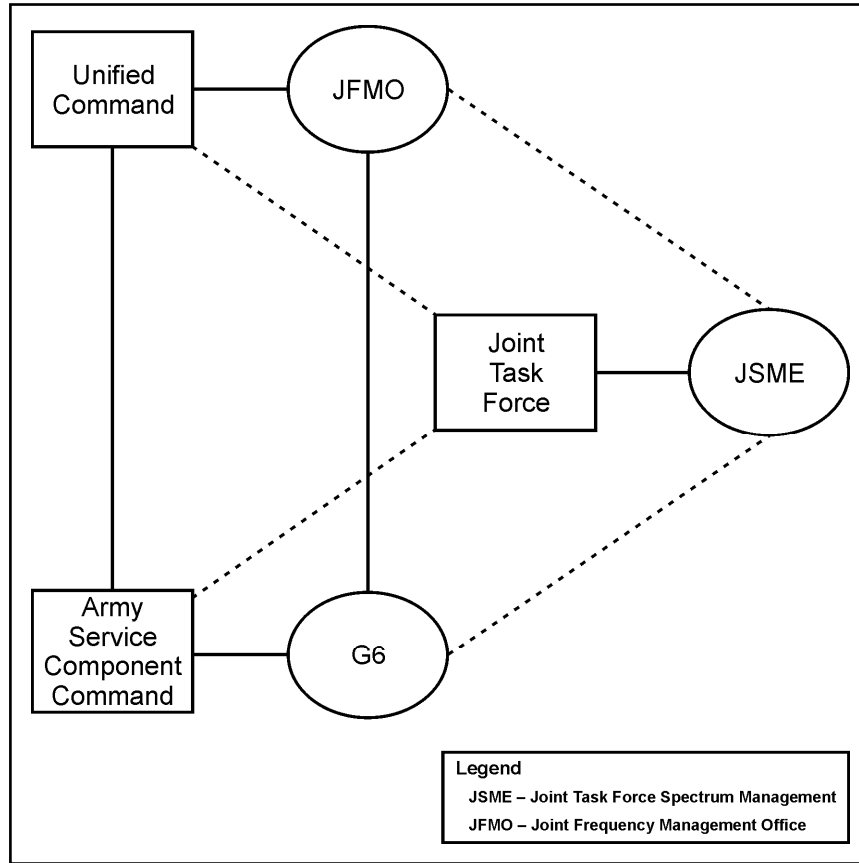 Unified
Command
JFMO
Joint
Task
Force
JSME
Army
Service
Component
Command
G6
Legend
JSME – Joint Task Force Spectrum Management
JFMO – Joint Frequency Management Office